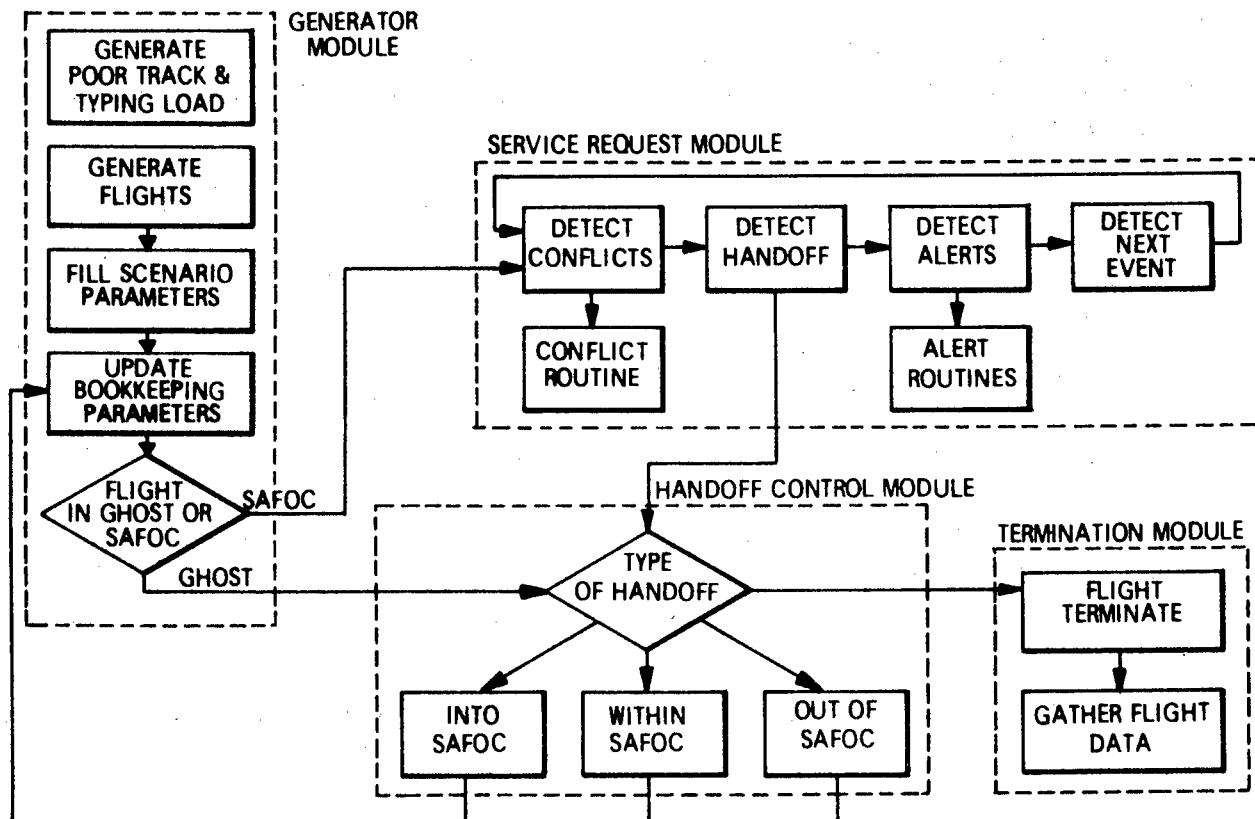 GENERATOR
MODULE
GENERATE
POOR TRACK &
TYPING LOAD
GENERATE
FLIGHTS
FILL SCENARIO
PARAMETERS
UPDATE
BOOKKEEPING
PARAMETERS
FLIGHT
IN GHOST OR
SAFOC
SAFOC
GHOST
SERVICE REQUEST MODULE
DETECT
CONFLICTS
DETECT
HANDOFF
DETECT
ALERTS
DETECT
NEXT
EVENT
CONFLICT
ROUTINE
ALERT
ROUTINES
HANDOFF CONTROL MODULE
TYPE
OF HANDOFF
INTO
SAFOC
WITHIN
SAFOC
OUT OF
SAFOC
TERMINATION MODULE
FLIGHT
TERMINATE
GATHER FLIGHT
DATA